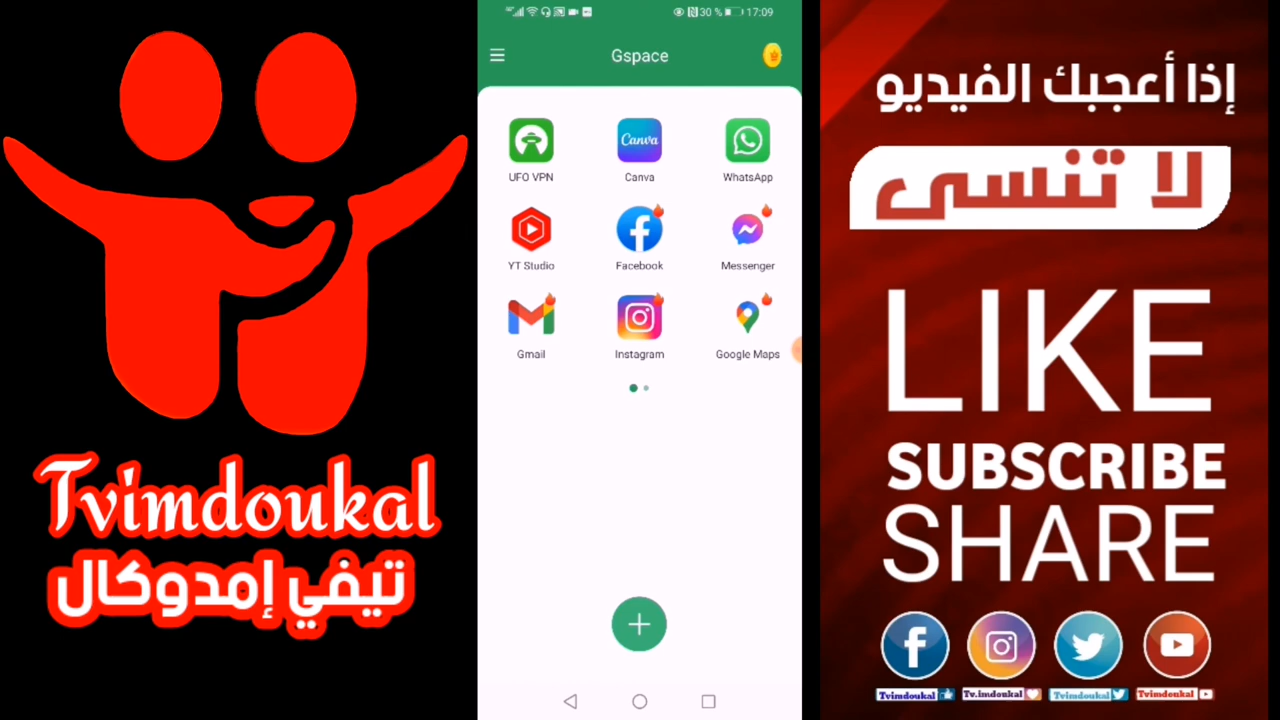 Tvimdoukal
تيفي إمدوكال
30 % 17:09
Gspace
UFO VPN
Canva
Canva
WhatsApp
YT Studio
Facebook
Messenger
Gmail
Instagram
Google Maps
إذا أعجبك الفيديو
لا تنسى
LIKE
SUBSCRIBE
SHARE
Tvimdoukal
Tv.imdoukal
Tvimdoukal
Tvimdoukal